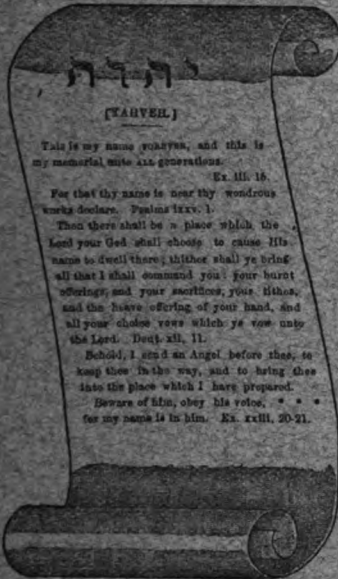 יהוה
[YAHVEH.]
This is my name FOREVER, and this is
my memorial unto ALL generations.
Ex. iii. 15.
For that thy name is near thy wondrous
works declare. Psalms lxxv. 1.
Then there shall be a place which the
Lord your God shall choose to cause His
name to dwell there; thither shall ye bring
all that I shall command you: your burnt
offerings, and your sacrifices, your tithes,
and the heave offering of your hand, and
all your choice vows which ye vow unto
the Lord. Deut. xii, 11.
Behold, I send an Angel before thee, to
keep thee in the way, and to bring thee
into the place which I have prepared.
Beware of him, obey his voice, * * *
for my name is in him. Ex. xxiii, 20-21.